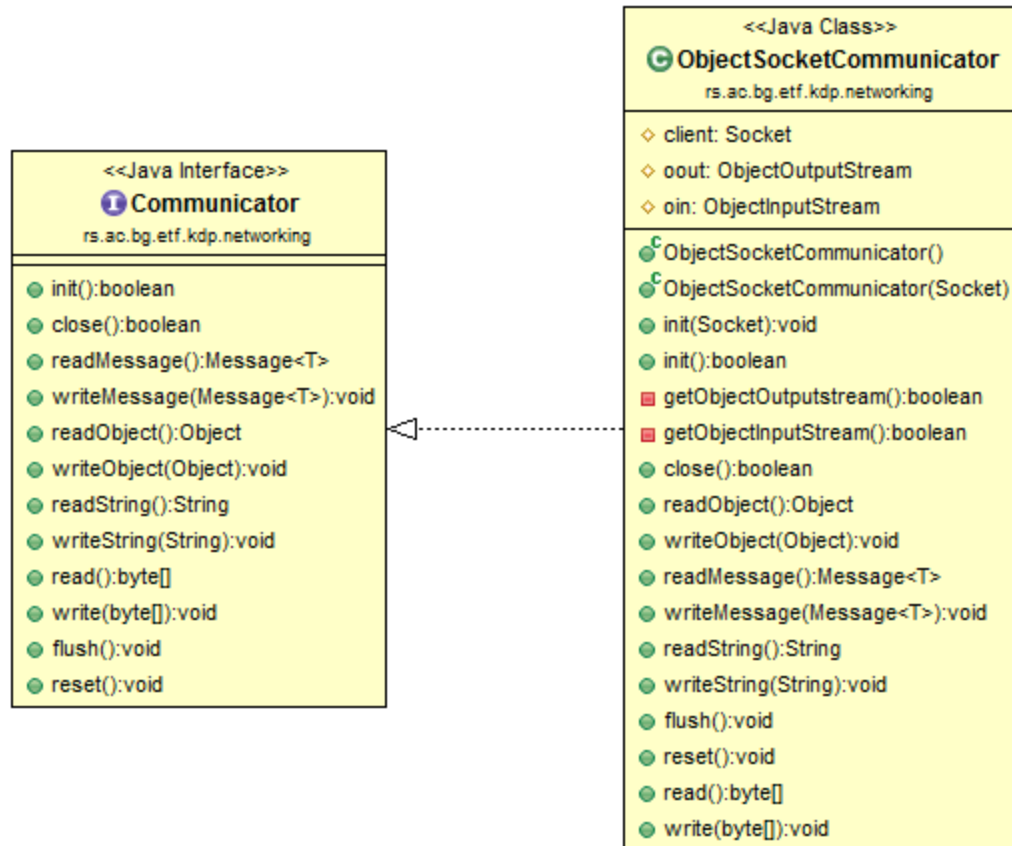 <<Java Interface>>
I Communicator
rs.ac.bg.etf.kdp.networking
init():boolean
close():boolean
readMessage():Message<T>
writeMessage(Message<T>):void
readObject():Object
writeObject(Object):void
readString():String
writeString(String):void
read():byte[]
write(byte[]):void
flush():void
reset():void
<<Java Class>>
C ObjectSocketCommunicator
rs.ac.bg.etf.kdp.networking
client: Socket
oout: ObjectOutputStream
oin: ObjectInputStream
C ObjectSocketCommunicator()
C ObjectSocketCommunicator(Socket)
init(Socket):void
init():boolean
getObjectOutputstream():boolean
getObjectInputStream():boolean
close():boolean
readObject():Object
writeObject(Object):void
readMessage():Message<T>
writeMessage(Message<T>):void
readString():String
writeString(String):void
flush():void
reset():void
read():byte[]
write(byte[]):void